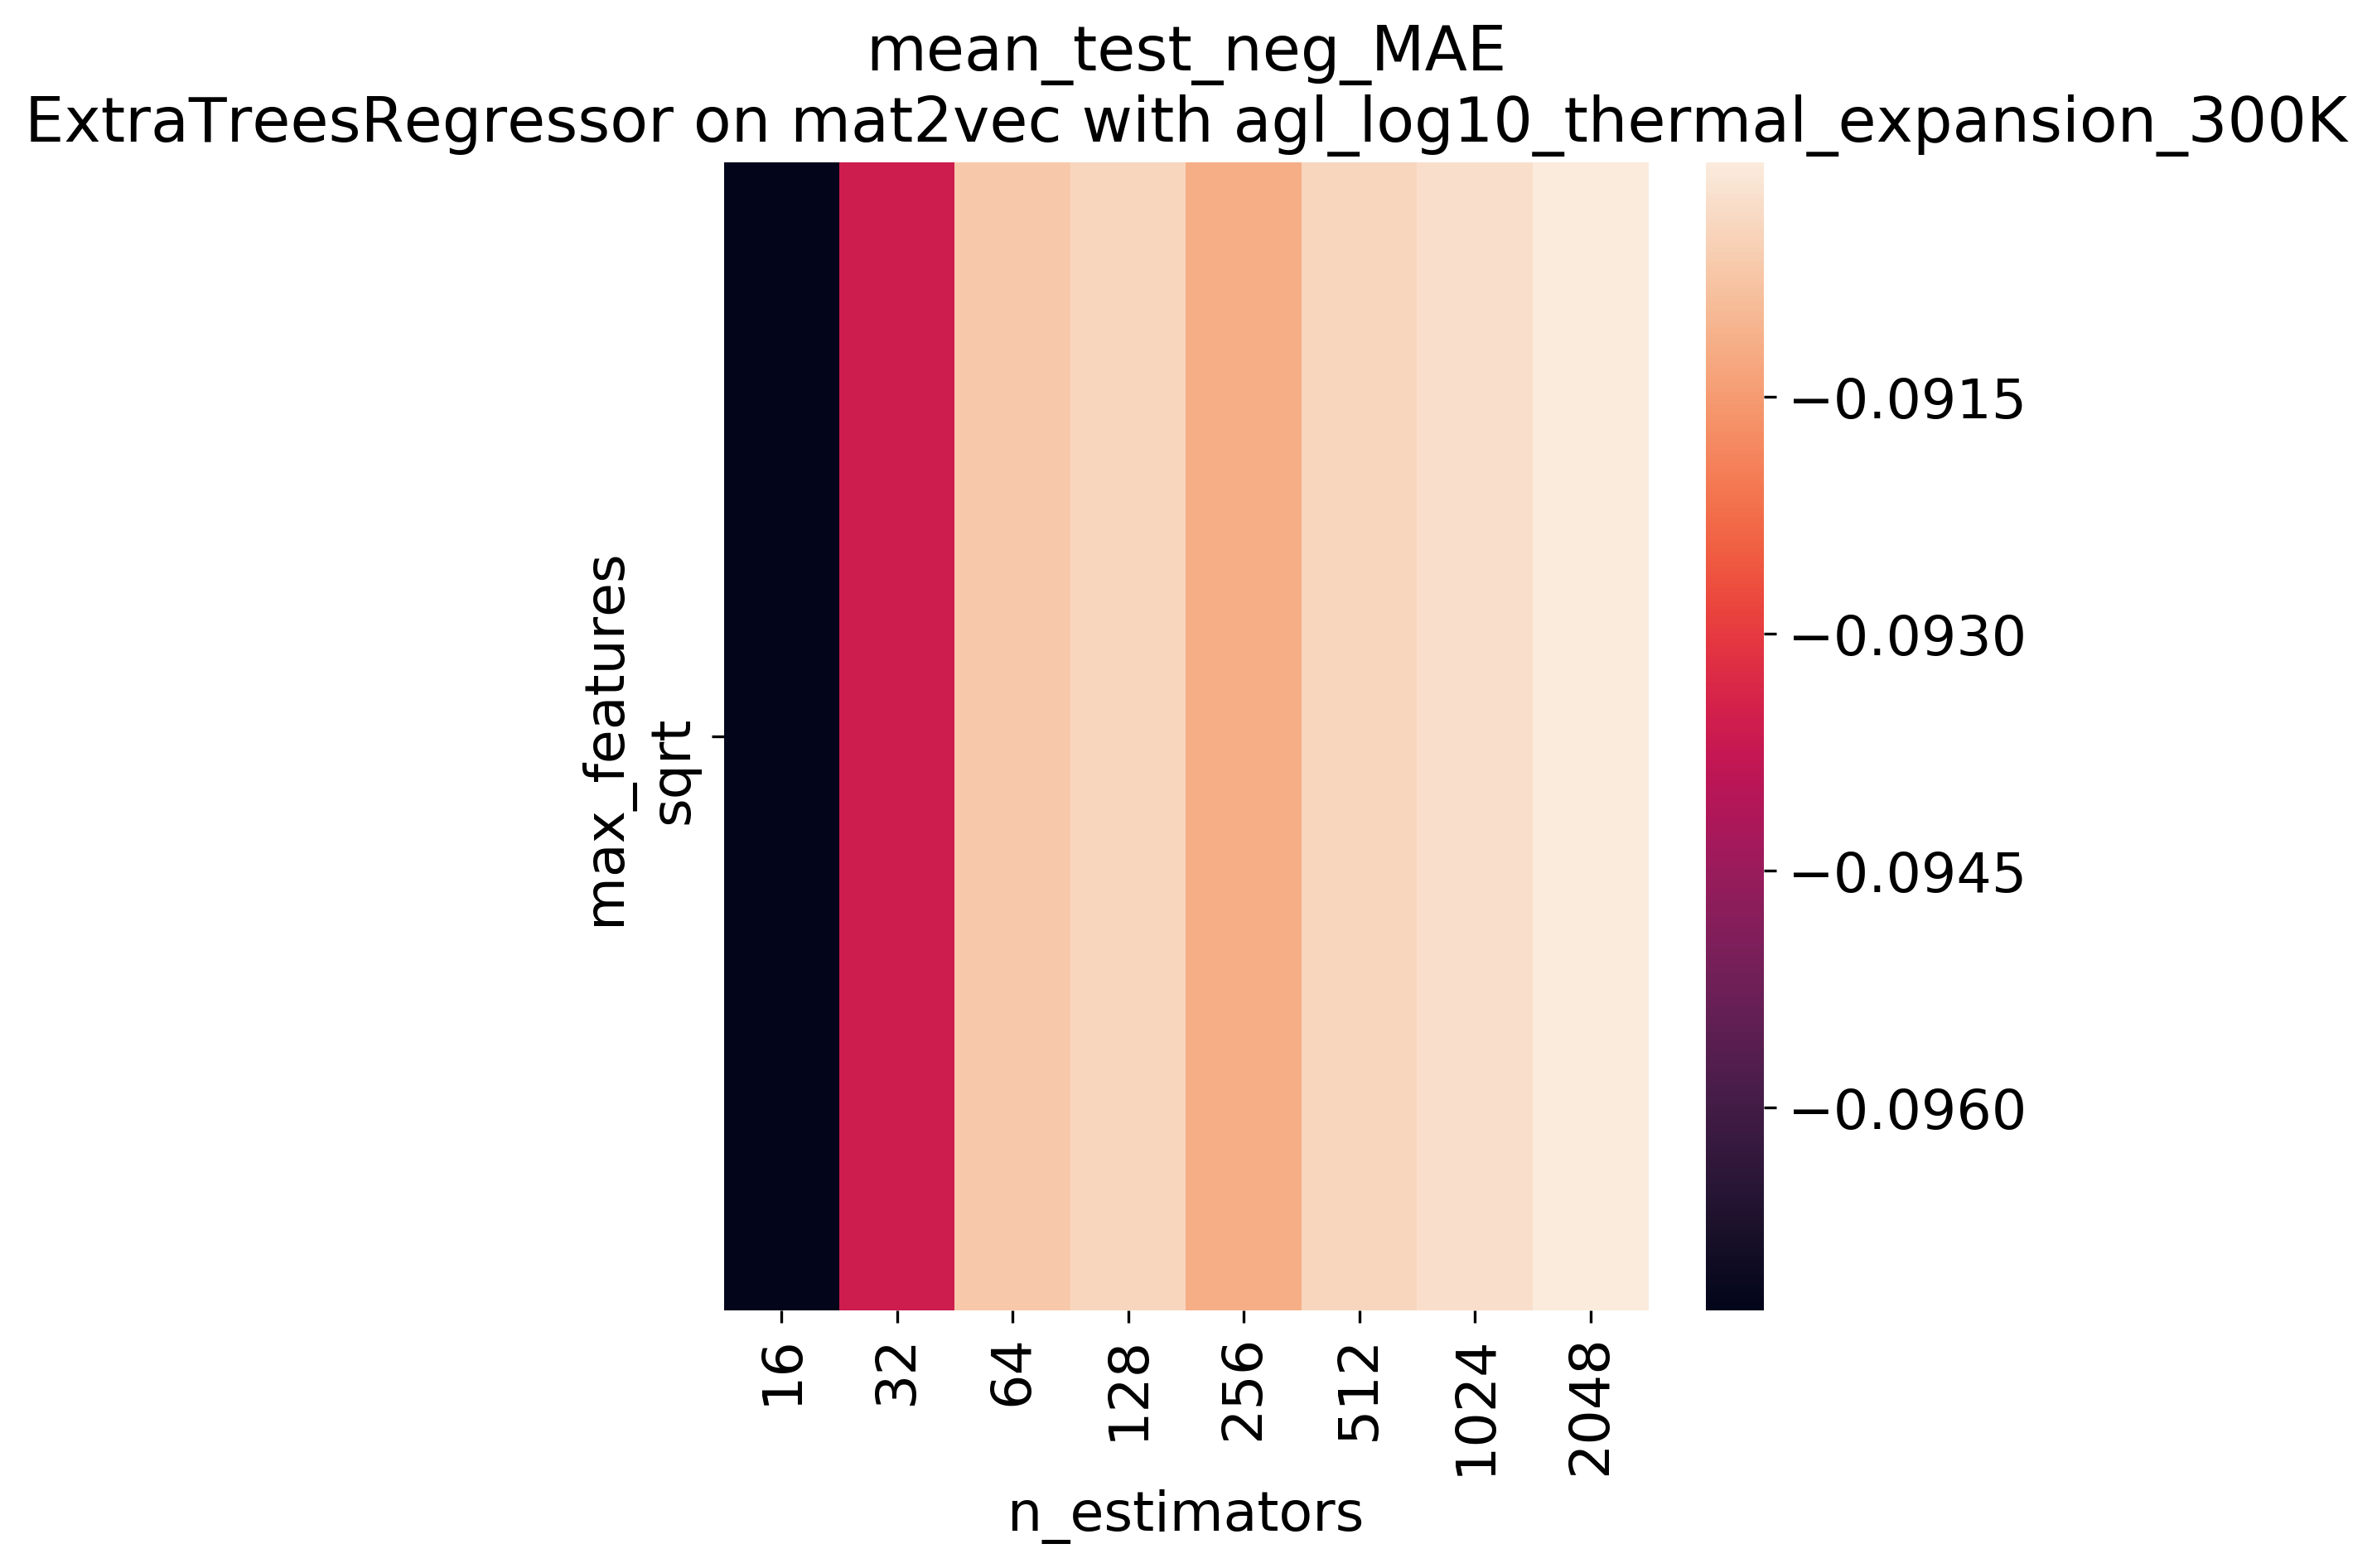 mean_test_neg_MAE
ExtraTreesRegressor on mat2vec with agl_log10_thermal_expansion_300K
max_features
sqrt
−0.0915
−0.0930
−0.0945
−0.0960
16
32
64
128
256
512
1024
2048
n_estimators